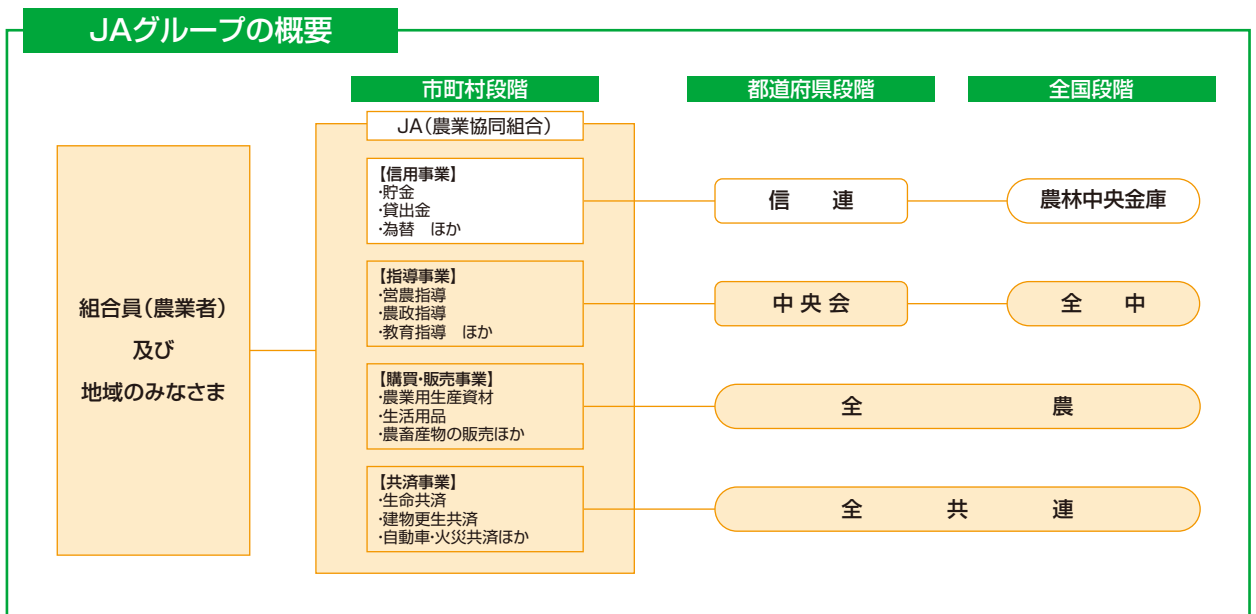 JAグループの概要
市町村段階
都道府県段階
全国段階
組合員(農業者)
及び
地域のみなさま
JA(農業協同組合)
【信用事業】
・貯金
・貸出金
・為替 ほか
信 連
農林中央金庫
【指導事業】
・営農指導
・農政指導
・教育指導 ほか
中央会
全 中
【購買・販売事業】
・農業用生産資材
・生活用品
・農畜産物の販売ほか
全 農
【共済事業】
・生命共済
・建物更生共済
・自動車・火災共済ほか
全 共 連